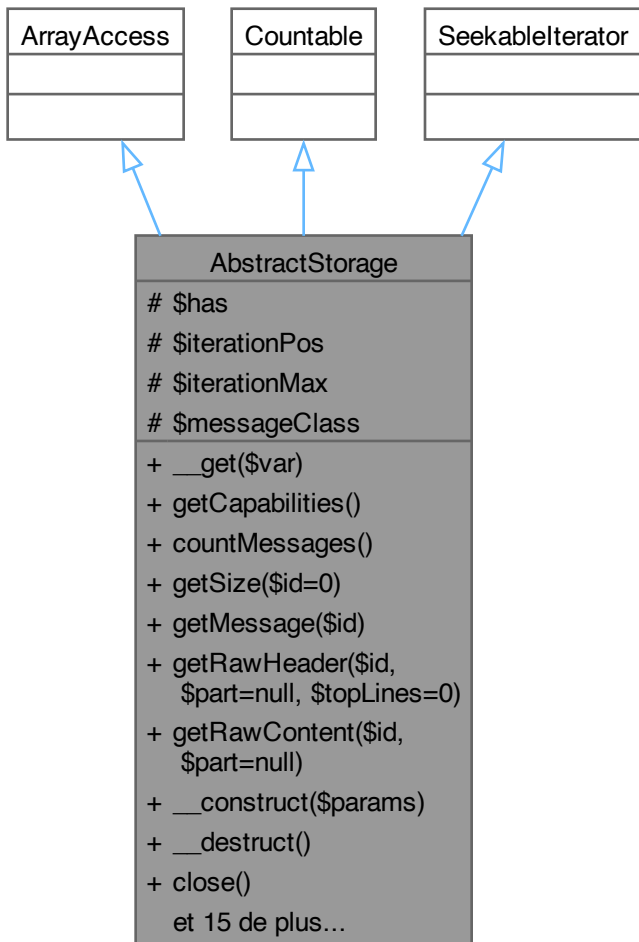 ArrayAccess
Countable
SeekableIterator
AbstractStorage
# $has
# $iterationPos
# $iterationMax
# $messageClass
+ __get($var)
+ getCapabilities()
+ countMessages()
+ getSize($id=0)
+ getMessage($id)
+ getRawHeader($id,
$part=null, $topLines=0)
+ getRawContent($id,
$part=null)
+ __construct($params)
+ __destruct()
+ close()
et 15 de plus...